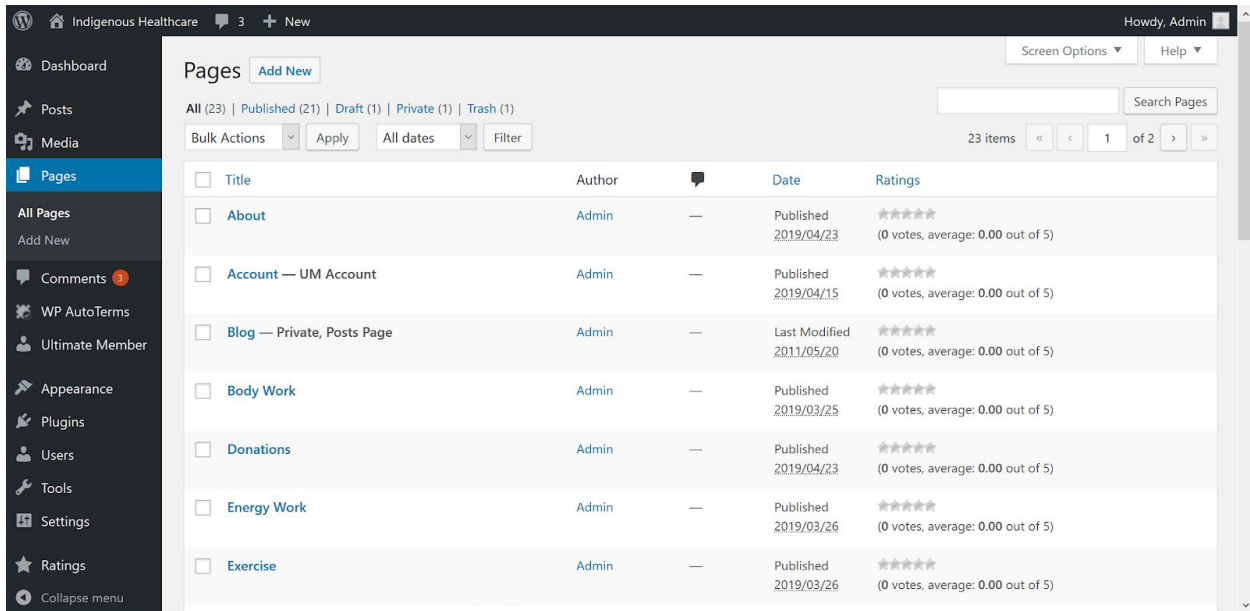 Indigenous Healthcare 3 New Howdy, Admin
Dashboard
Posts
Media
Pages
All Pages
Add New
Comments 3
WP AutoTerms
Ultimate Member
Appearance
Plugins
Users
Tools
Settings
Ratings
Collapse menu
Screen Options Help
Pages Add New
All (23) | Published (21) | Draft (1) | Private (1) | Trash (1)
Search Pages
Bulk Actions Apply All dates Filter 23 items « ‹ 1 of 2 › »
Title Author Date Ratings
About Admin — Published
2019/04/23 (0 votes, average: 0.00 out of 5)
Account — UM Account Admin — Published
2019/04/15 (0 votes, average: 0.00 out of 5)
Blog — Private, Posts Page Admin — Last Modified
2011/05/20 (0 votes, average: 0.00 out of 5)
Body Work Admin — Published
2019/03/25 (0 votes, average: 0.00 out of 5)
Donations Admin — Published
2019/04/23 (0 votes, average: 0.00 out of 5)
Energy Work Admin — Published
2019/03/26 (0 votes, average: 0.00 out of 5)
Exercise Admin — Published
2019/03/26 (0 votes, average: 0.00 out of 5)